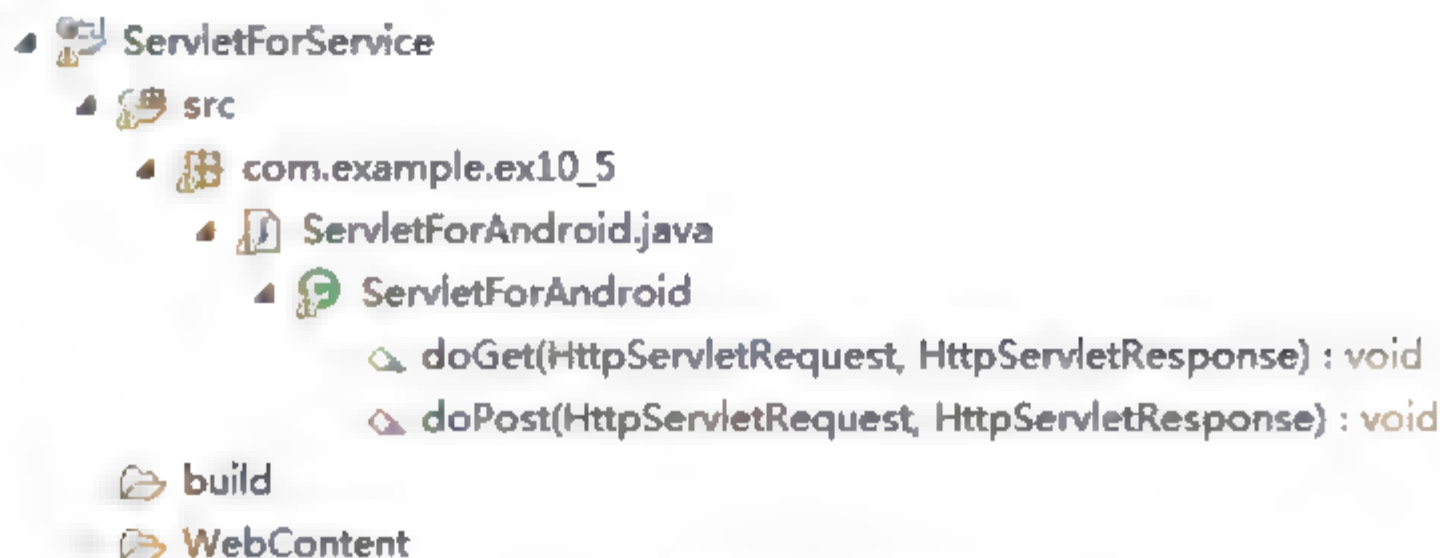 ServletForService
src
com.example.ex10_5
ServletForAndroid.java
ServletForAndroid
doGet(HttpServletRequest, HttpServletResponse) : void
doPost(HttpServletRequest, HttpServletResponse) : void
build
WebContent